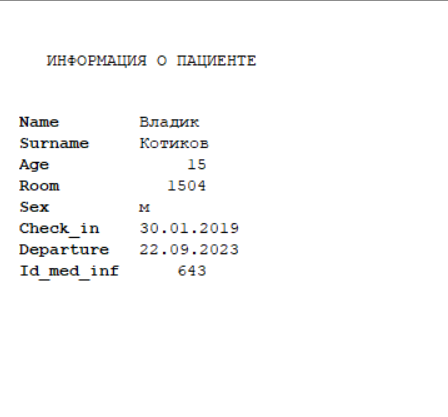 ИНФОРМАЦИЯ О ПАЦИЕНТЕ
Name Владик
Surname Котиков
Age 15
Room 1504
Sex м
Check_in 30.01.2019
Departure 22.09.2023
Id_med_inf 643